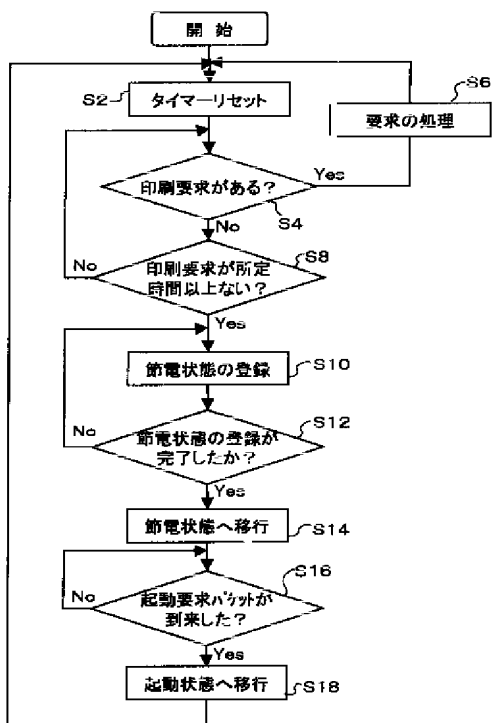 開始
S2
タイマーリセット
S6
要求の処理
印刷要求がある?
Yes
S4
No
S8
印刷要求が所定
時間以上ない?
No
Yes
節電状態の登録
S10
S12
節電状態の登録が
完了したか?
No
Yes
節電状態へ移行
S14
S16
起動要求パケットが
到来した?
No
Yes
起動状態へ移行
S18